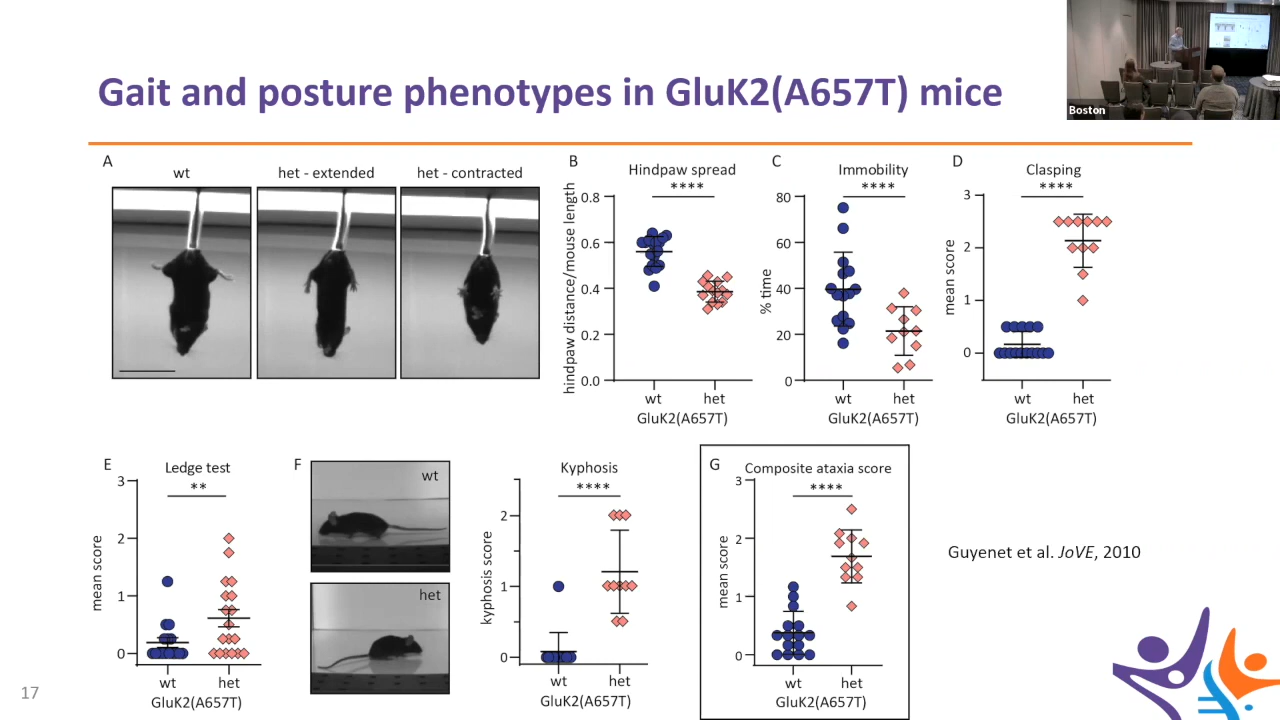 Gait and posture phenotypes in GluK2(A657T) mice
Boston
A
wt
het - extended
het - contracted
B
Hindpaw spread
****
hindpaw distance/mouse length
0.8
0.6
0.4
0.2
0.0
wt
het
GluK2(A657T)
C
Immobility
****
% time
80
60
40
20
0
wt
het
GluK2(A657T)
D
Clasping
****
mean score
3
2
1
0
wt
het
GluK2(A657T)
E
Ledge test
**
mean score
3
2
1
0
wt
het
GluK2(A657T)
F
wt
het
Kyphosis
****
kyphosis score
2
1
0
wt
het
GluK2(A657T)
G
Composite ataxia score
****
mean score
3
2
1
0
wt
het
GluK2(A657T)
Guyenet et al. JoVE, 2010
17